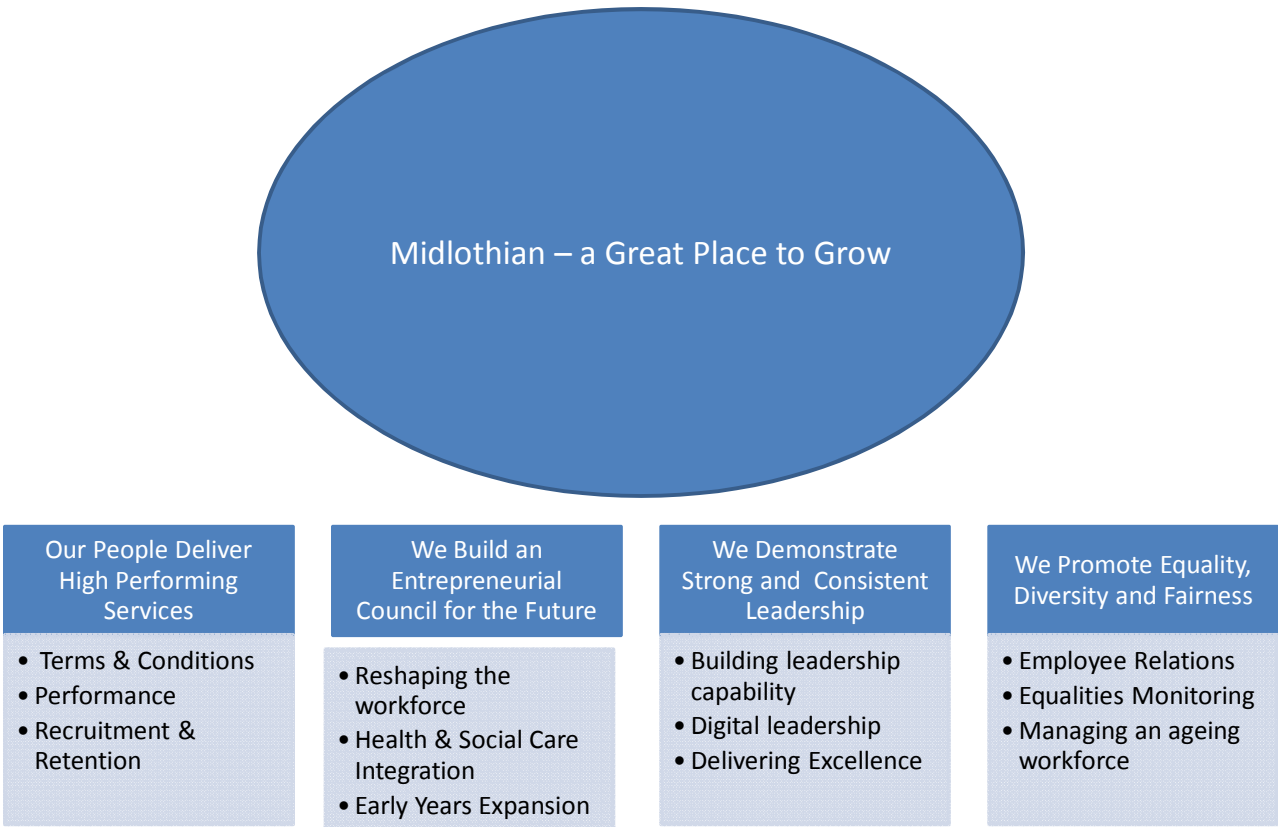 Midlothian – a Great Place to Grow
Our People Deliver
High Performing
Services
• Terms & Conditions
• Performance
• Recruitment &
Retention
We Build an
Entrepreneurial
Council for the Future
• Reshaping the
workforce
• Health & Social Care
Integration
• Early Years Expansion
We Demonstrate
Strong and Consistent
Leadership
• Building leadership
capability
• Digital leadership
• Delivering Excellence
We Promote Equality,
Diversity and Fairness
• Employee Relations
• Equalities Monitoring
• Managing an ageing
workforce